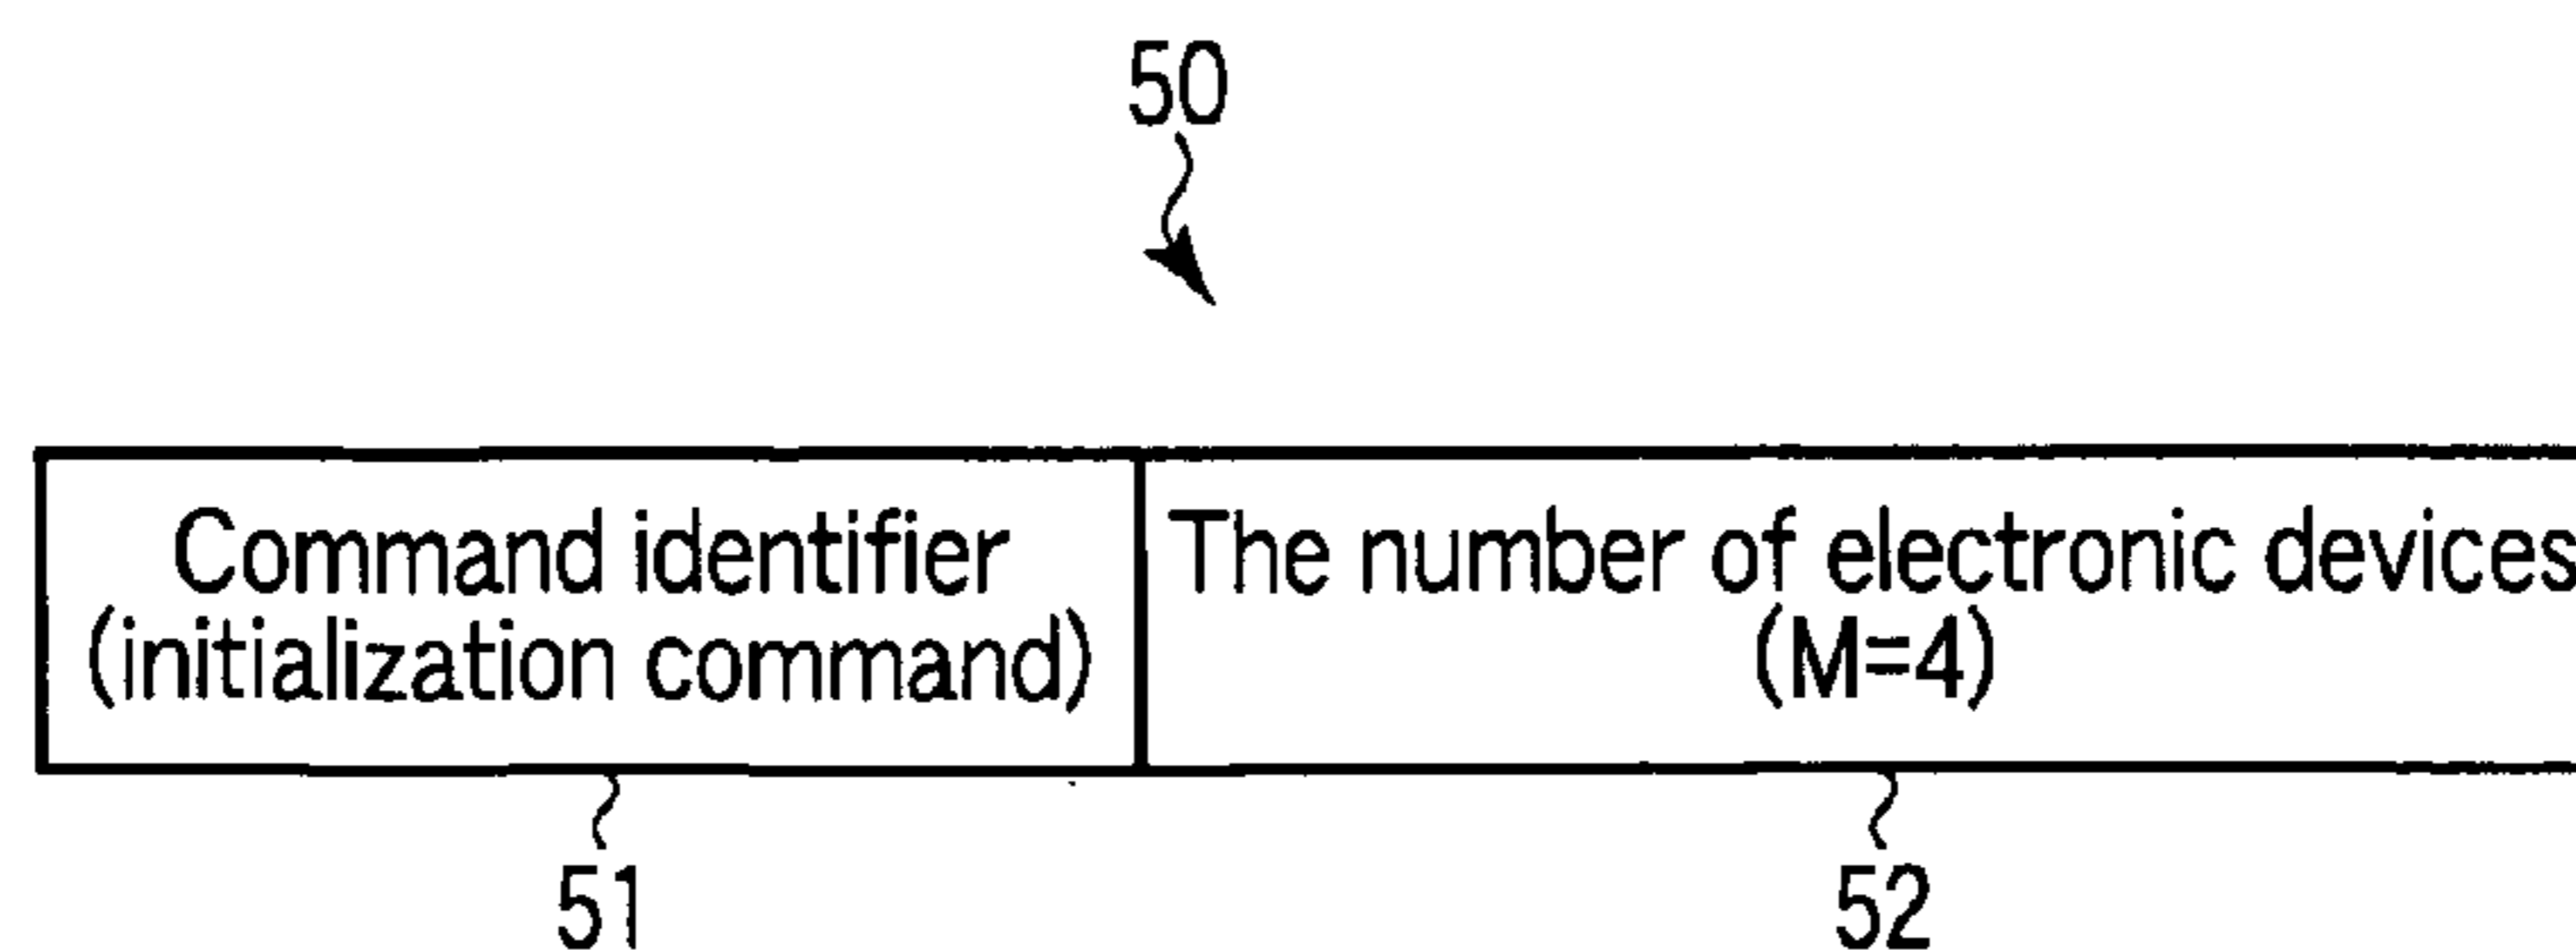 50
Command identifier
(initialization command)
The number of electronic devices
(M=4)
51
52